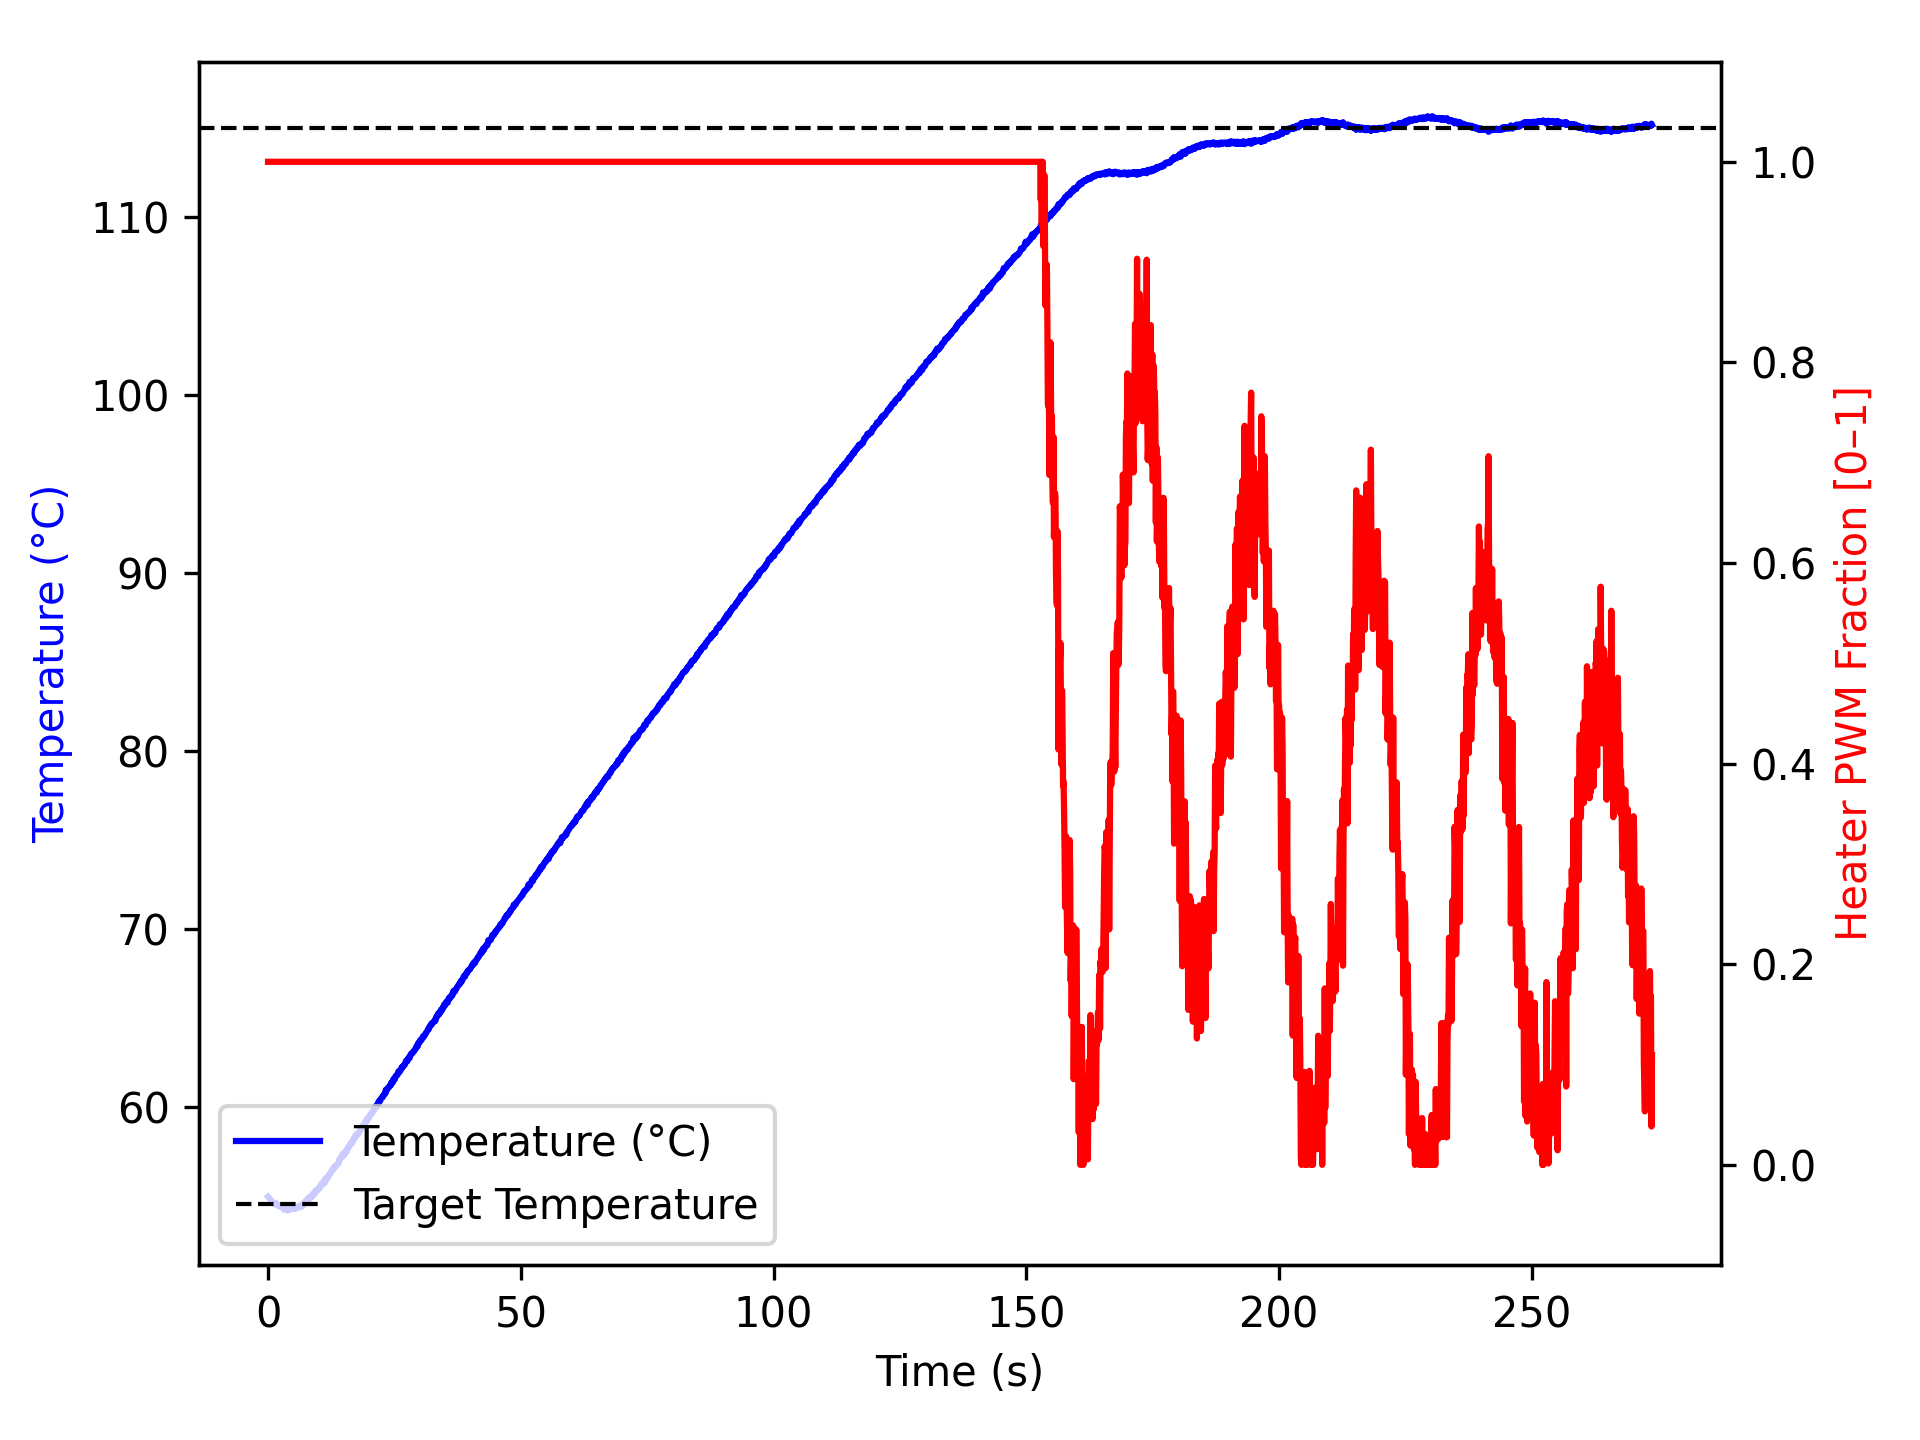 110
100
90
80
70
60
Temperature (°C)
1.0
0.8
0.6
0.4
0.2
0.0
Heater PWM Fraction [0–1]
Temperature (°C)
Target Temperature
0 50 100 150 200 250
Time (s)